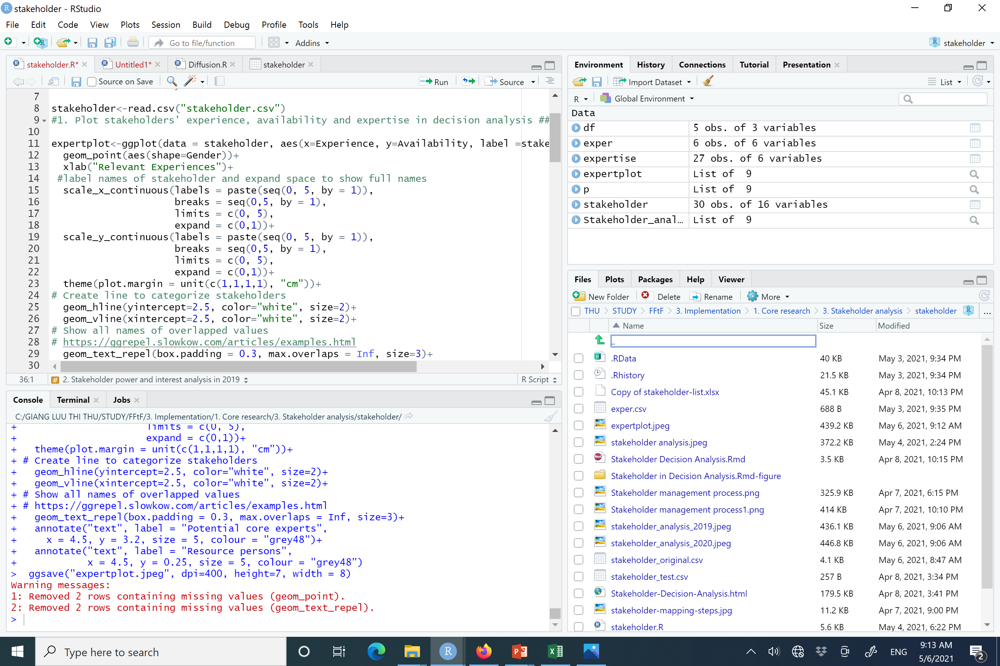 stakeholder - RStudio
File Edit Code View Plots Session Build Debug Profile Tools Help
Go to file/function Addins stakeholder
stakeholder.R* Untitled1* Diffusion.R stakeholder
Source on Save Run Source
7
8 stakeholder<-read.csv("stakeholder.csv")
9 #1. Plot stakeholders' experience, availability and expertise in decision analysis ##
10
11 expertplot<-ggplot(data = stakeholder, aes(x=Experience, y=Availability, label =stake
12 geom_point(aes(shape=Gender))+
13 xlab("Relevant Experiences")+
14 #label names of stakeholder and expand space to show full names
15 scale_x_continuous(labels = paste(seq(0, 5, by = 1)),
16 breaks = seq(0,5, by = 1),
17 limits = c(0, 5),
18 expand = c(0,1))+
19 scale_y_continuous(labels = paste(seq(0, 5, by = 1)),
20 breaks = seq(0,5, by = 1),
21 limits = c(0, 5),
22 expand = c(0,1))+
23 theme(plot.margin = unit(c(1,1,1,1), "cm"))+
24 # Create line to categorize stakeholders
25 geom_hline(yintercept=2.5, color="white", size=2)+
26 geom_vline(xintercept=2.5, color="white", size=2)+
27 # Show all names of overlapped values
28 # https://ggrepel.slowkow.com/articles/examples.html
29 geom_text_repel(box.padding = 0.3, max.overlaps = Inf, size=3)+
30
36:1 # 2. Stakeholder power and interest analysis in 2019 R Script
Console Terminal Jobs
C:/GIANG LUU THI THU/STUDY/FFtF/3. Implementation/1. Core research/3. Stakeholder analysis/stakeholder/
+ limits = c(0, 5),
+ expand = c(0,1))+
+ theme(plot.margin = unit(c(1,1,1,1), "cm"))+
+ # Create line to categorize stakeholders
+ geom_hline(yintercept=2.5, color="white", size=2)+
+ geom_vline(xintercept=2.5, color="white", size=2)+
+ # Show all names of overlapped values
+ # https://ggrepel.slowkow.com/articles/examples.html
+ geom_text_repel(box.padding = 0.3, max.overlaps = Inf, size=3)+
+ annotate("text", label = "Potential core experts",
+ x = 4.5, y = 3.2, size = 5, colour = "grey48")+
+ annotate("text", label = "Resource persons",
+ x = 4.5, y = 0.25, size = 5, colour = "grey48")
> ggsave("expertplot.jpeg", dpi=400, height=7, width = 8)
Warning messages:
1: Removed 2 rows containing missing values (geom_point).
2: Removed 2 rows containing missing values (geom_text_repel).
>
Environment History Connections Tutorial Presentation
Import Dataset List
R Global Environment
Data
df 5 obs. of 3 variables
exper 6 obs. of 6 variables
expertise 27 obs. of 6 variables
expertplot List of 9
p List of 9
stakeholder 30 obs. of 16 variables
Stakeholder_anal... List of 9
Files Plots Packages Help Viewer
New Folder Delete Rename More
THU > STUDY > FFtF > 3. Implementation > 1. Core research > 3. Stakeholder analysis > stakeholder ...
Name Size Modified
..
.RData 40 KB May 3, 2021, 9:34 PM
.Rhistory 21.5 KB May 3, 2021, 9:34 PM
Copy of stakeholder-list.xlsx 45.1 KB Apr 8, 2021, 10:13 PM
exper.csv 688 B May 3, 2021, 9:35 PM
expertplot.jpeg 439.2 KB May 6, 2021, 9:12 AM
stakeholder analysis.jpeg 372.2 KB May 4, 2021, 2:24 PM
Stakeholder Decision Analysis.Rmd 3.5 KB Apr 8, 2021, 10:15 PM
Stakeholder in Decision Analysis.Rmd-figure
Stakeholder management process.png 325.9 KB Apr 7, 2021, 6:15 PM
Stakeholder management process1.png 414 KB Apr 7, 2021, 10:10 PM
stakeholder_analysis_2019.jpeg 436.1 KB May 6, 2021, 9:06 AM
stakeholder_analysis_2020.jpeg 446.8 KB May 6, 2021, 9:06 AM
stakeholder_original.csv 4.1 KB May 6, 2021, 8:47 AM
stakeholder_test.csv 257 B Apr 8, 2021, 3:34 PM
Stakeholder-Decision-Analysis.html 179.5 KB Apr 8, 2021, 3:41 PM
stakeholder-mapping-steps.jpg 11.2 KB Apr 7, 2021, 9:00 PM
stakeholder.R 5.6 KB May 4, 2021, 6:22 PM
Type here to search
ENG
9:13 AM
5/6/2021
2